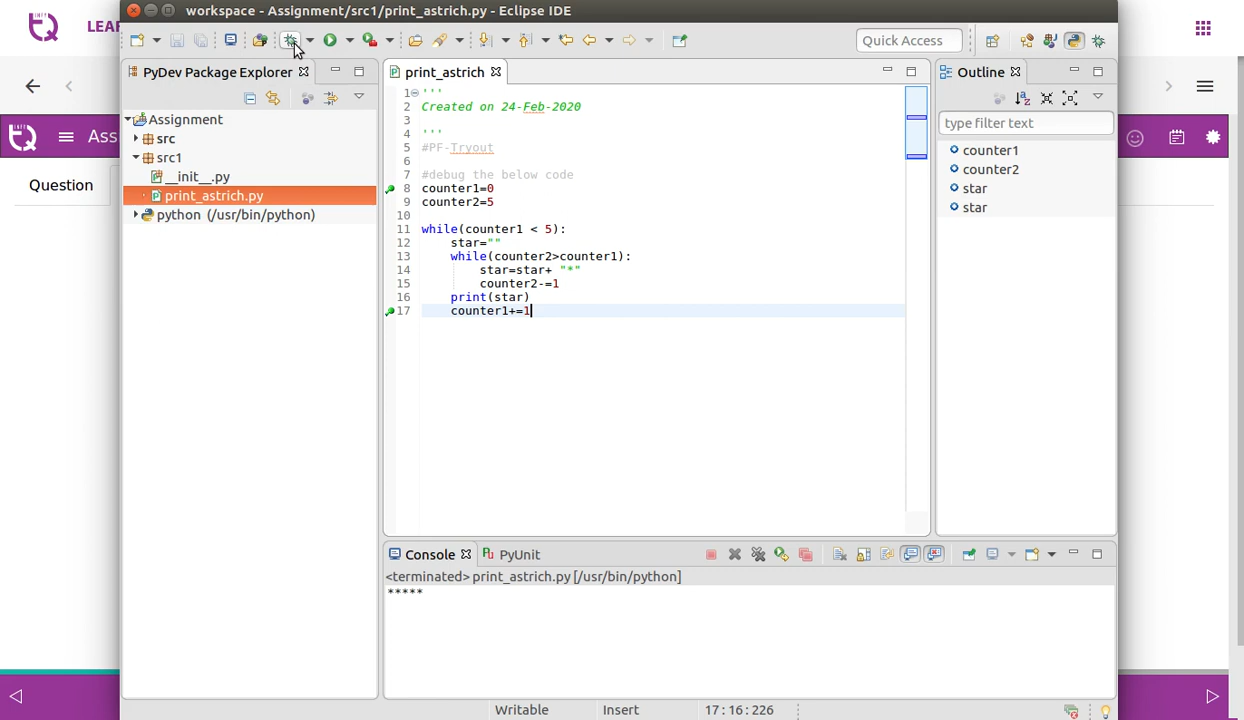 workspace - Assignment/src1/print_astrich.py - Eclipse IDE
LEA
Quick Access
PyDev Package Explorer
print_astrich
Outline
type filter text
Ass
Question
Assignment
src
src1
__init__.py
print_astrich.py
python (/usr/bin/python)
1 '''
2 Created on 24-Feb-2020
3
4 '''
5 #PF-Tryout
6
7 #debug the below code
8 counter1=0
9 counter2=5
10
11 while(counter1 < 5):
12 star=""
13 while(counter2>counter1):
14 star=star+ "*"
15 counter2-=1
16 print(star)
17 counter1+=1
counter1
counter2
star
star
Console
PyUnit
<terminated> print_astrich.py [/usr/bin/python]
*****
Writable
Insert
17 : 16 : 226